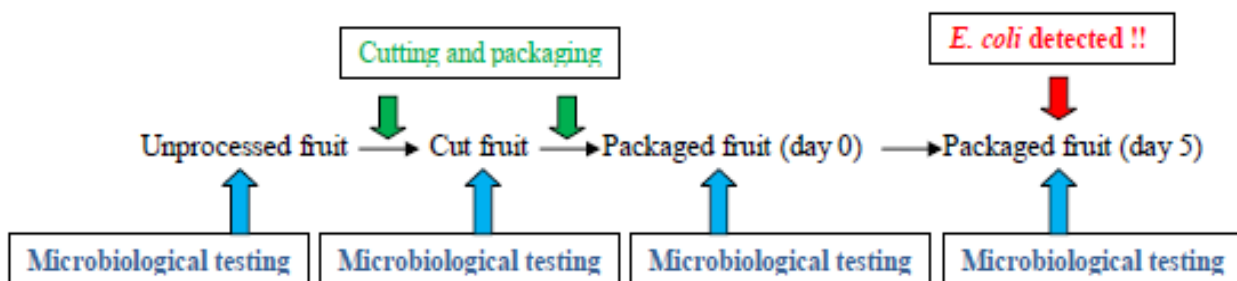 Cutting and packaging
E. coli detected !!
Unprocessed fruit
Cut fruit
Packaged fruit (day 0)
Packaged fruit (day 5)
Microbiological testing
Microbiological testing
Microbiological testing
Microbiological testing